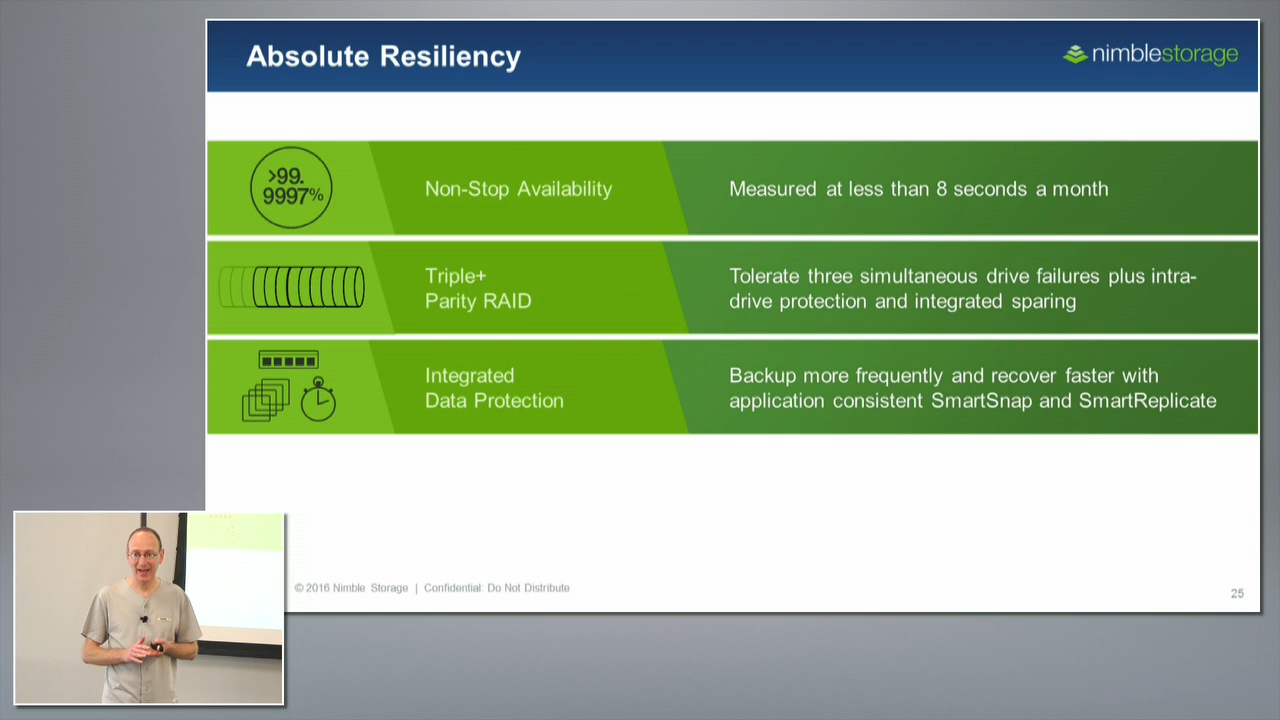 Absolute Resiliency
nimblestorage
>99.
9997%
Non-Stop Availability
Measured at less than 8 seconds a month
Triple+
Parity RAID
Tolerate three simultaneous drive failures plus intra-
drive protection and integrated sparing
Integrated
Data Protection
Backup more frequently and recover faster with
application consistent SmartSnap and SmartReplicate
© 2016 Nimble Storage | Confidential: Do Not Distribute
25